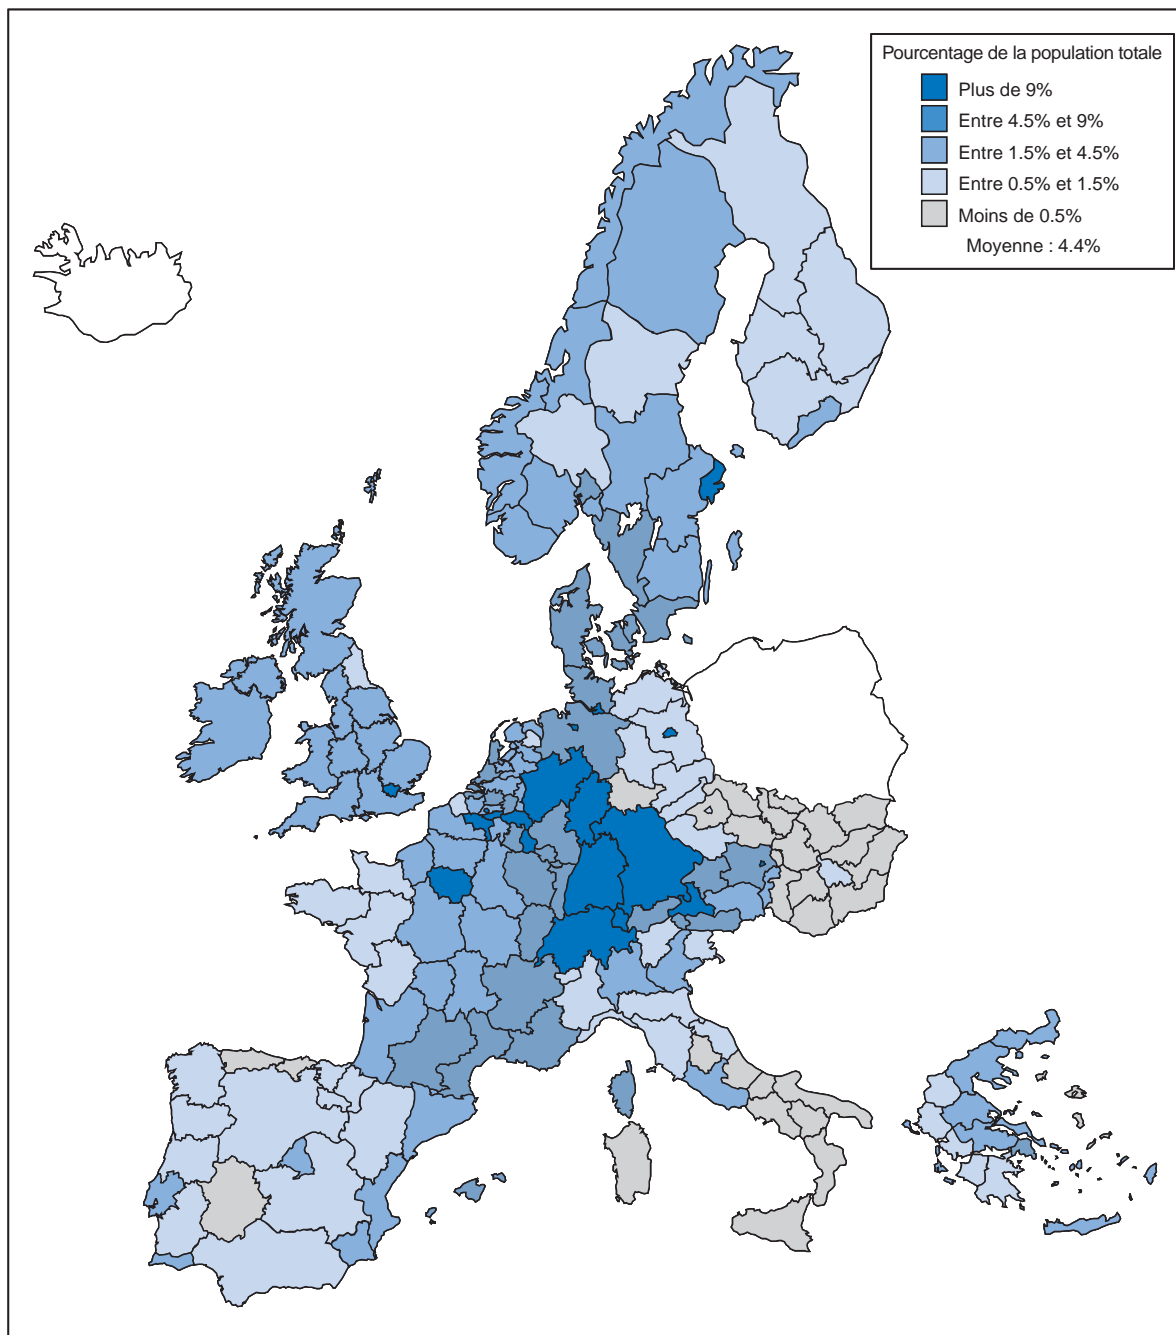 Pourcentage de la population totale
Plus de 9%
Entre 4.5% et 9%
Entre 1.5% et 4.5%
Entre 0.5% et 1.5%
Moins de 0.5%
Moyenne : 4.4%